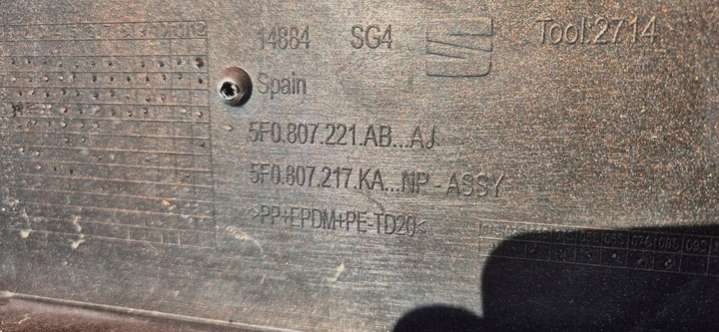 14884 SG4 Tool:2714
Spain
5F0.807.221.AB...AJ
5F0.807.217.KA...NP - ASSY
>PP+EPDM+PE-TD20<